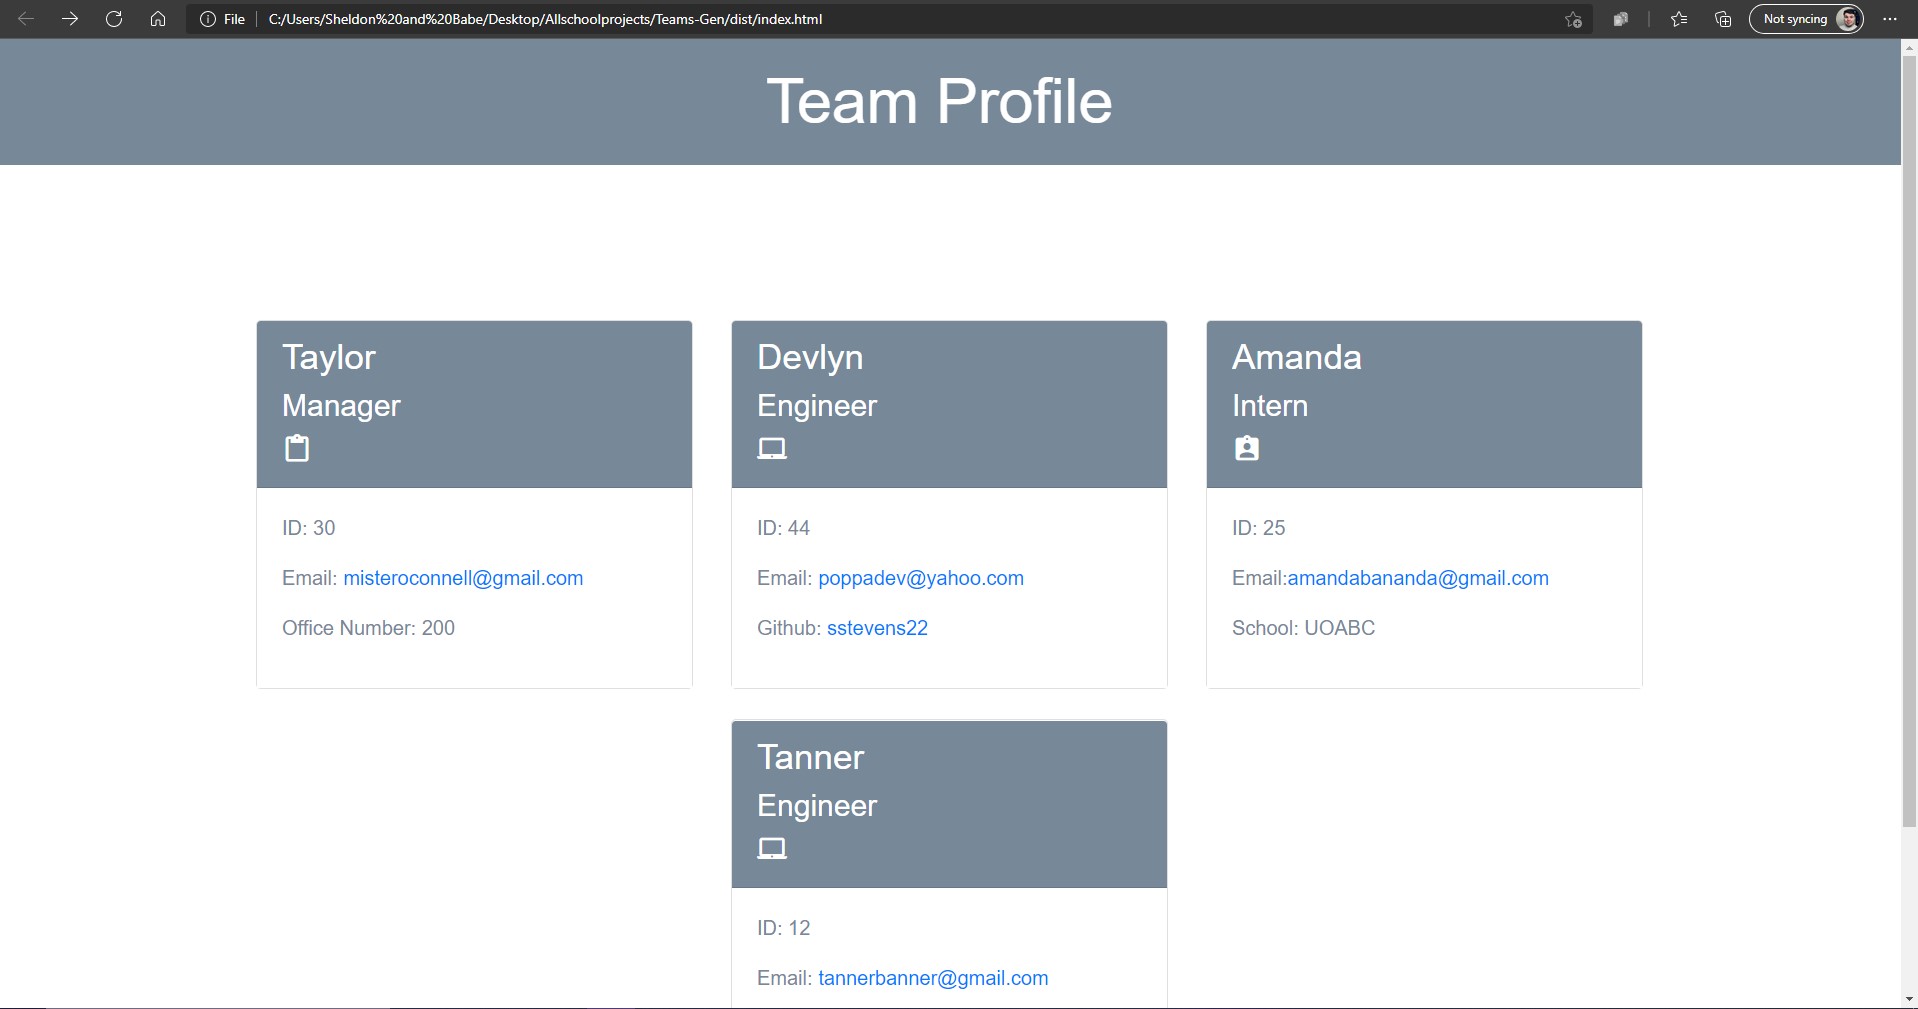 File
C:/Users/Sheldon%20and%20Babe/Desktop/Allschoolprojects/Teams-Gen/dist/index.html
Not syncing
Team Profile
Taylor
Manager
ID: 30
Email: misteroconnell@gmail.com
Office Number: 200
Devlyn
Engineer
ID: 44
Email: poppadev@yahoo.com
Github: sstevens22
Amanda
Intern
ID: 25
Email:amandabananda@gmail.com
School: UOABC
Tanner
Engineer
ID: 12
Email: tannerbanner@gmail.com